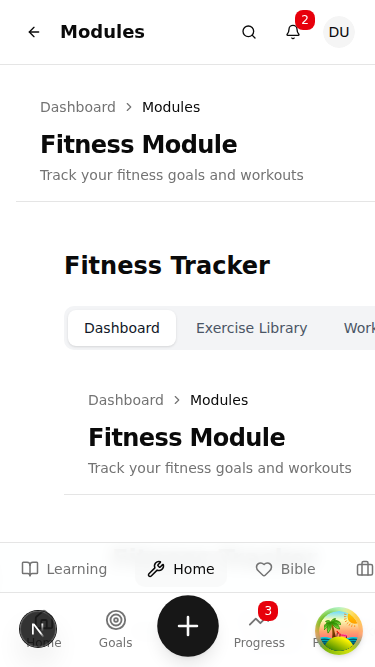 Modules
2
DU
Dashboard > Modules
Fitness Module
Track your fitness goals and workouts
Fitness Tracker
Dashboard
Exercise Library
Work
Dashboard > Modules
Fitness Module
Track your fitness goals and workouts
Learning
Home
Bible
N
Home
Goals
3
Progress